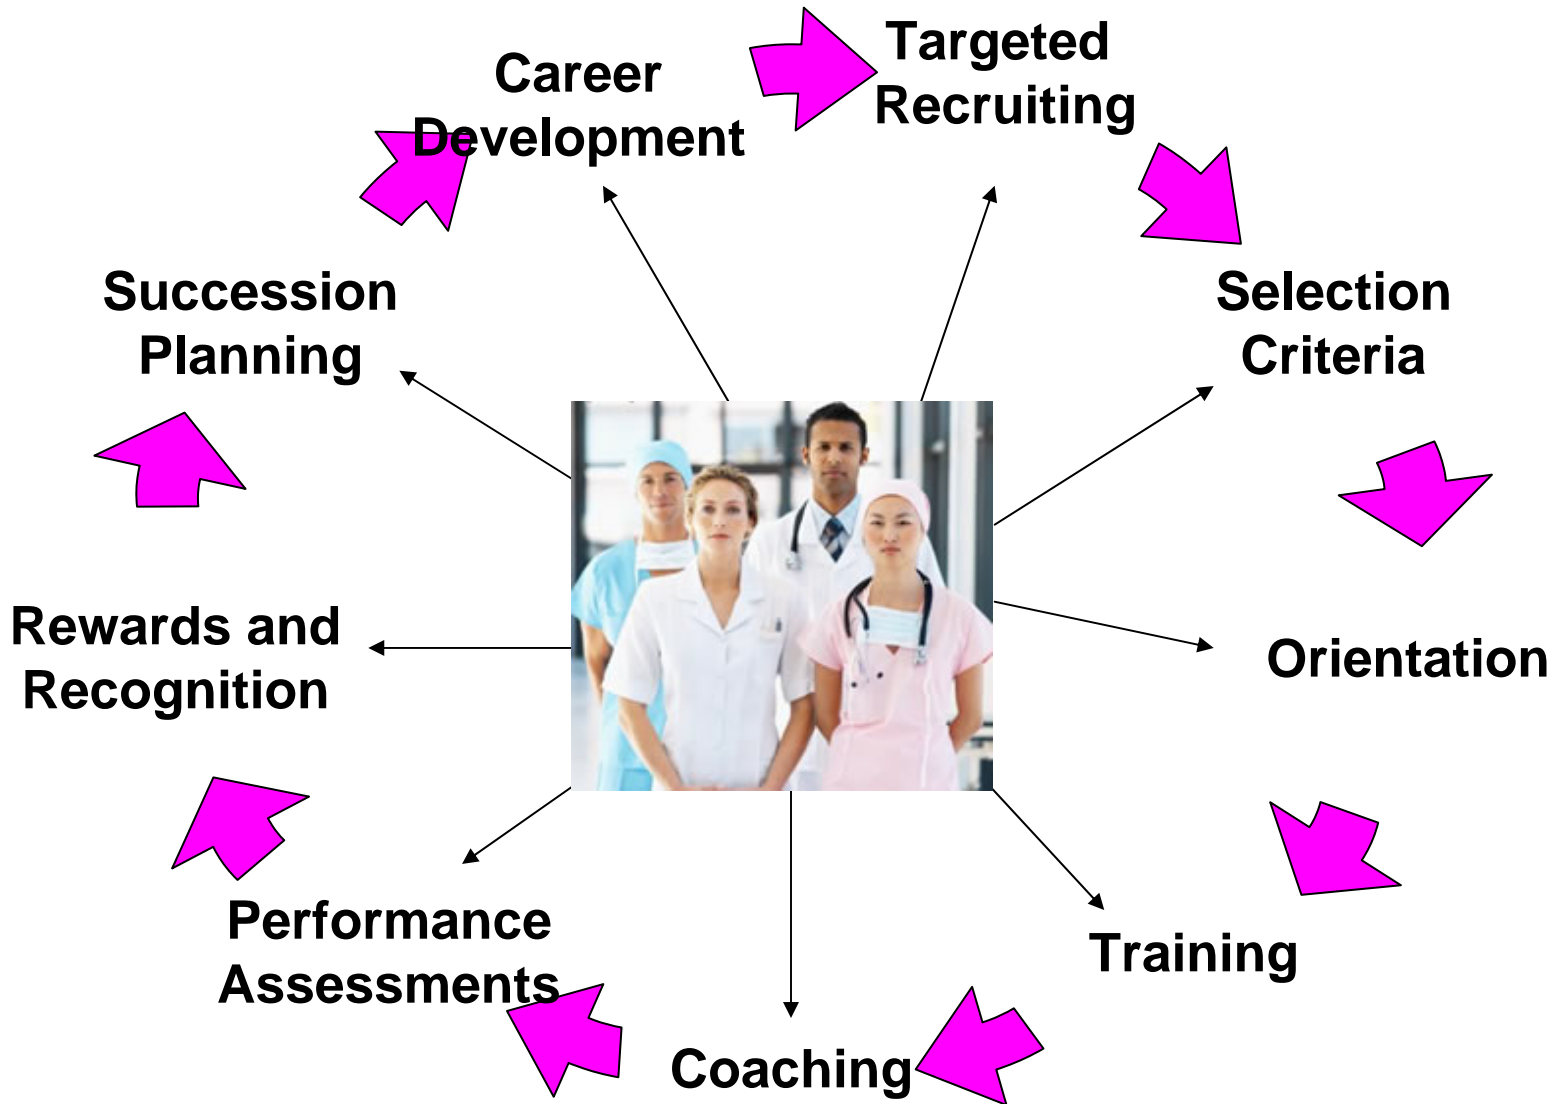 Career
Development
Targeted
Recruiting
Selection
Criteria
Orientation
Training
Coaching
Performance
Assessments
Rewards and
Recognition
Succession
Planning